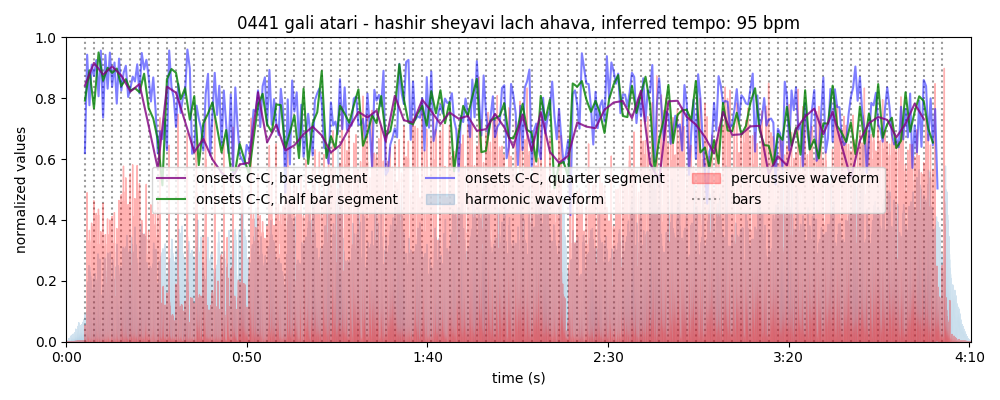 0441 gali atari - hashir sheyavi lach ahava, inferred tempo: 95 bpm
1.0
0.8
0.6
0.4
0.2
0.0
normalized values
onsets C-C, bar segment
onsets C-C, half bar segment
onsets C-C, quarter segment
harmonic waveform
percussive waveform
bars
0:00
0:50
1:40
2:30
3:20
4:10
time (s)